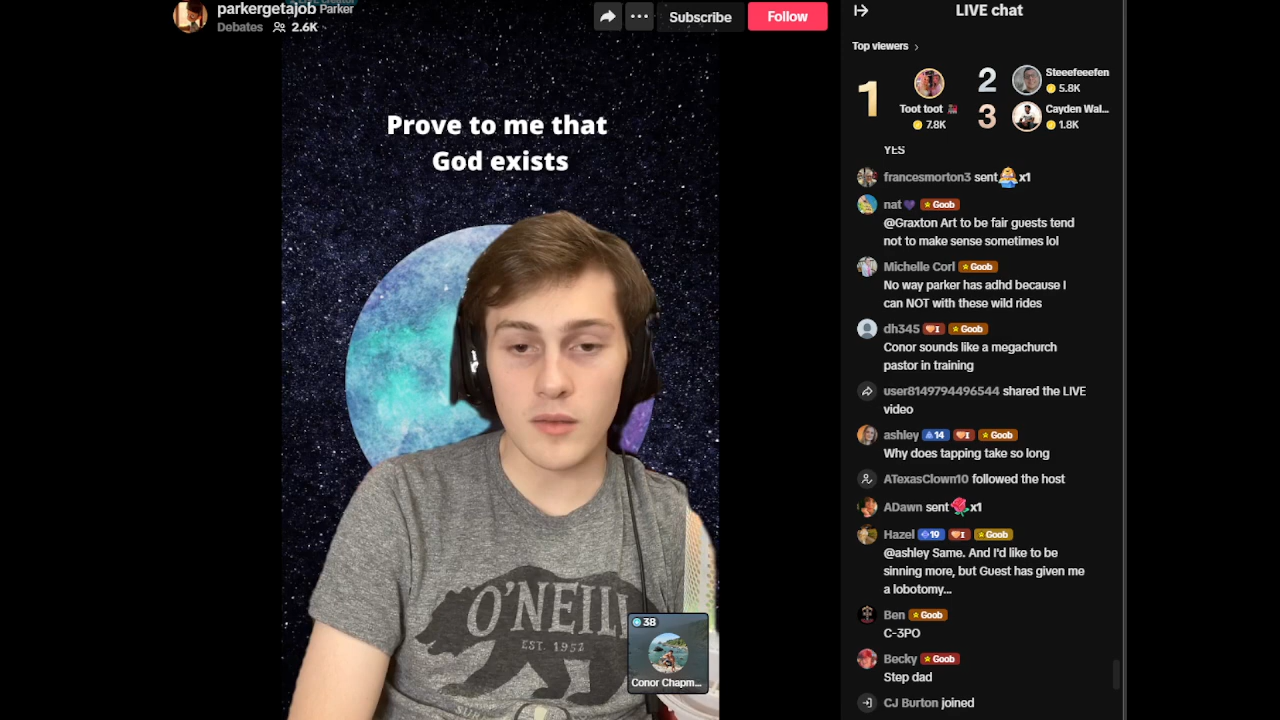 parkergetajob Parker
Debates 2.6K
Subscribe
Follow
Prove to me that
God exists
O'NEILL
EST. 1952
38
Conor Chapm...
LIVE chat
Top viewers
1
Toot toot
7.8K
2
Steeefeeefen
5.8K
3
Cayden Wal...
1.8K
YES
francesmorton3 sent x1
nat Goob
@Graxton Art to be fair guests tend
not to make sense sometimes lol
Michelle Corl Goob
No way parker has adhd because I
can NOT with these wild rides
dh345 I Goob
Conor sounds like a megachurch
pastor in training
user8149794496544 shared the LIVE
video
ashley 14 I Goob
Why does tapping take so long
ATexasClown10 followed the host
ADawn sent x1
Hazel 19 I Goob
@ashley Same. And I'd like to be
sinning more, but Guest has given me
a lobotomy...
Ben Goob
C-3PO
Becky Goob
Step dad
CJ Burton joined